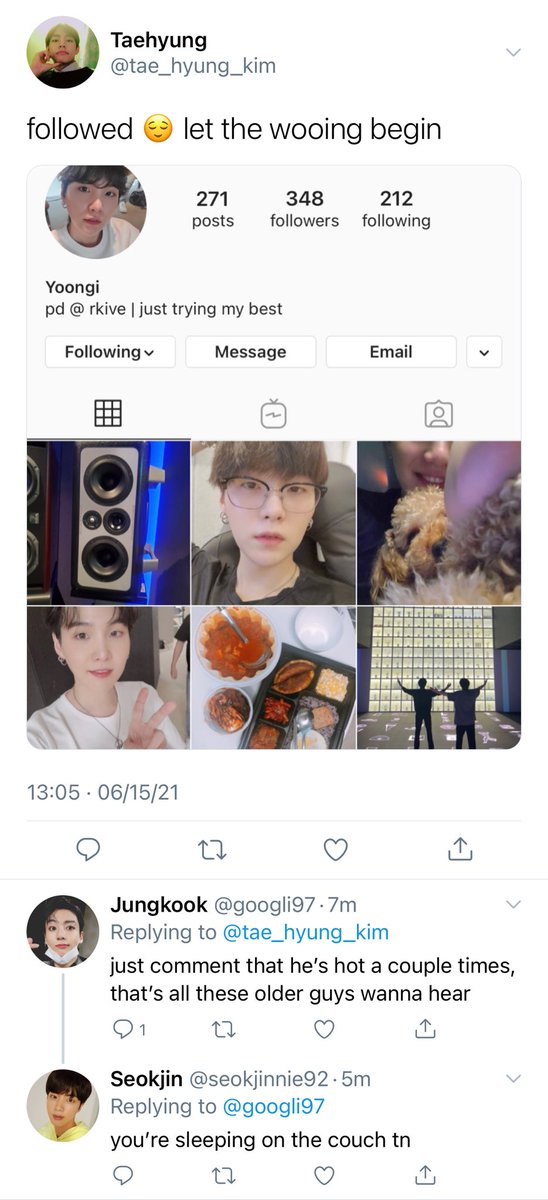 Taehyung
@tae_hyung_kim
followed 😌 let the wooing begin
271 348 212
posts followers following
Yoongi
pd @ rkive | just trying my best
Following Message Email
13:05 · 06/15/21
Jungkook @googli97 · 7m
Replying to @tae_hyung_kim
just comment that he’s hot a couple times,
that’s all these older guys wanna hear
1
Seokjin @seokjinnie92 · 5m
Replying to @googli97
you’re sleeping on the couch tn